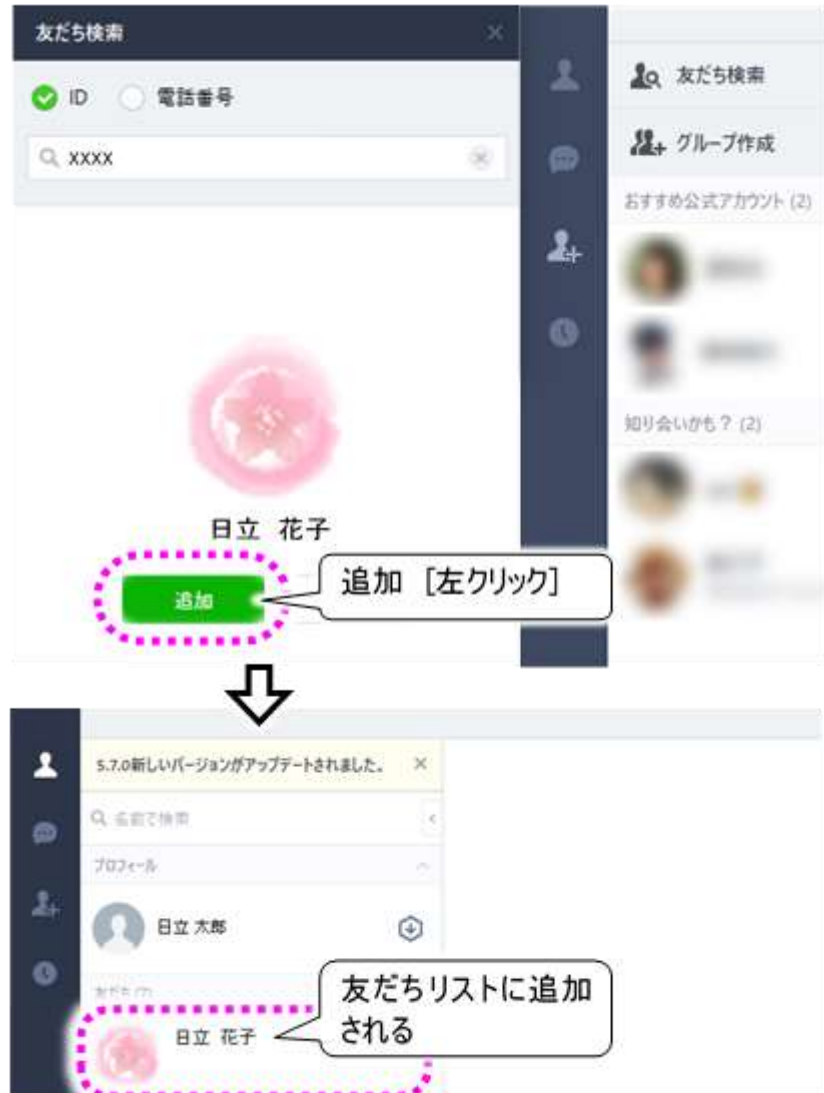 友だち検索
ID 電話番号
xxxx
日立 花子
追加
追加 [左クリック]
友だち検索
グループ作成
おすすめ公式アカウント (2)
知り合いかも? (2)
5.7.0新しいバージョンがアップデートされました。
名前で検索
プロフィール
日立 太郎
友だち
日立 花子
友だちリストに追加
される